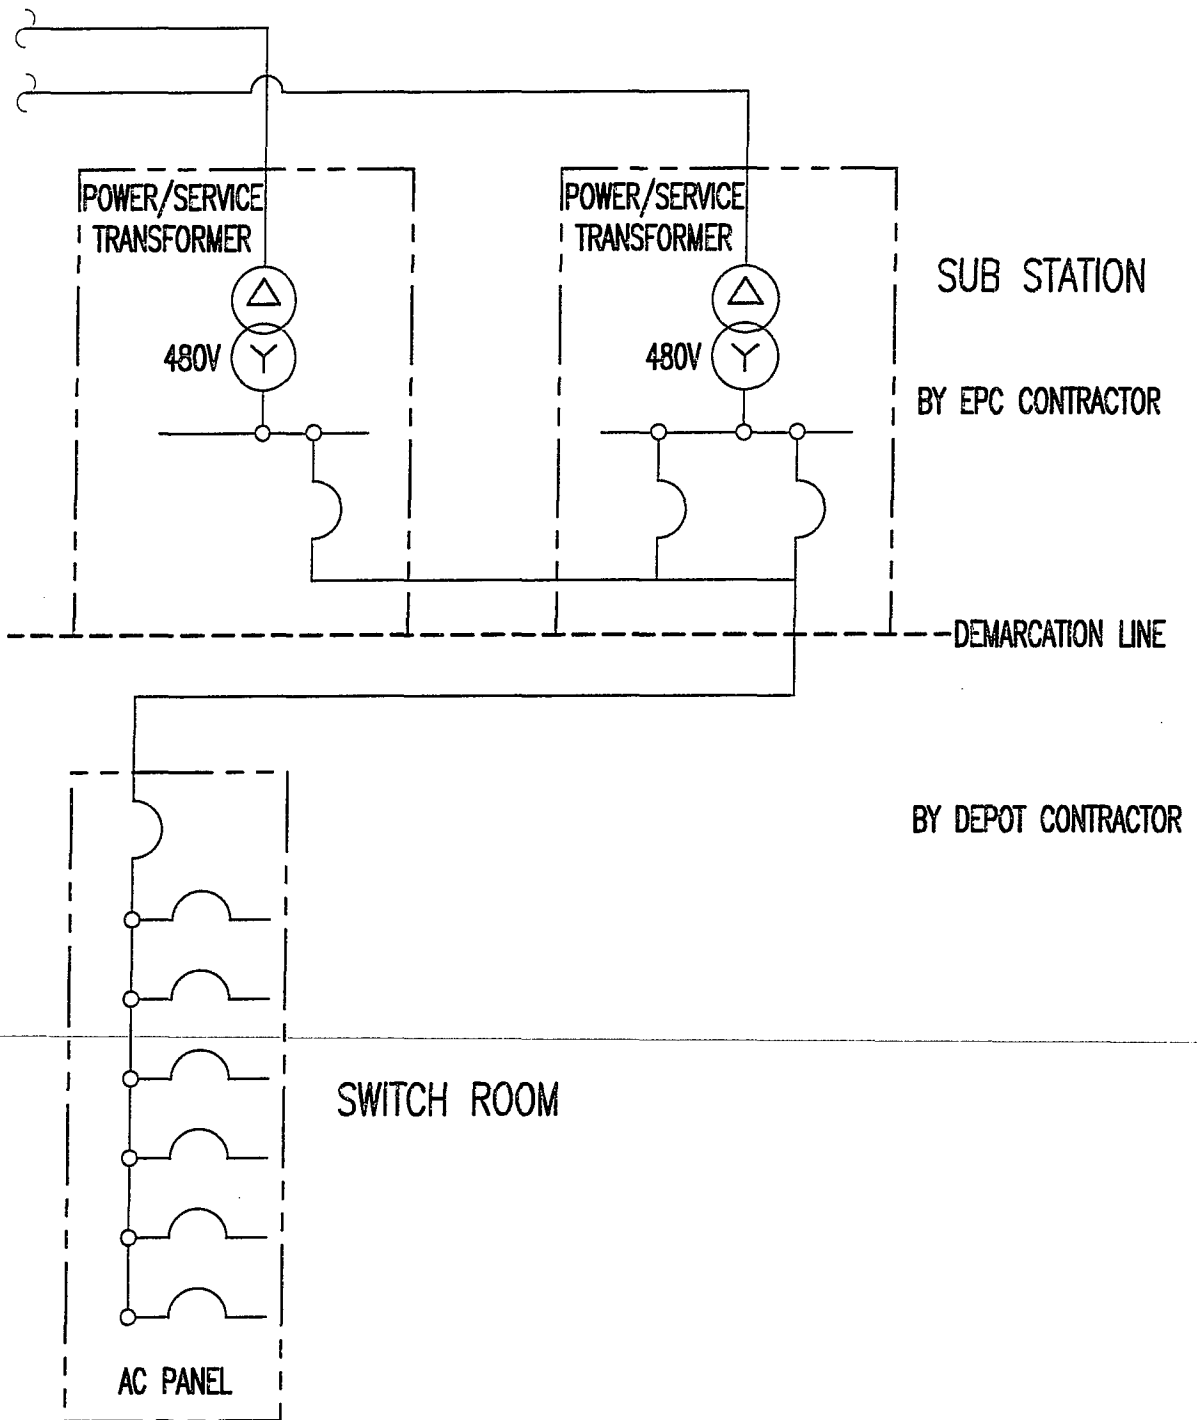 POWER/SERVICE
TRANSFORMER
480V
POWER/SERVICE
TRANSFORMER
480V
SUB STATION
BY EPC CONTRACTOR
DEMARCATION LINE
BY DEPOT CONTRACTOR
SWITCH ROOM
AC PANEL